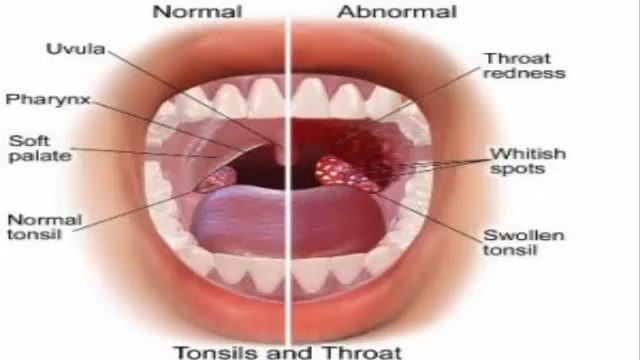 Normal
Abnormal
Uvula
Pharynx
Soft
palate
Normal
tonsil
Throat
redness
Whitish
spots
Swollen
tonsil
Tonsils and Throat